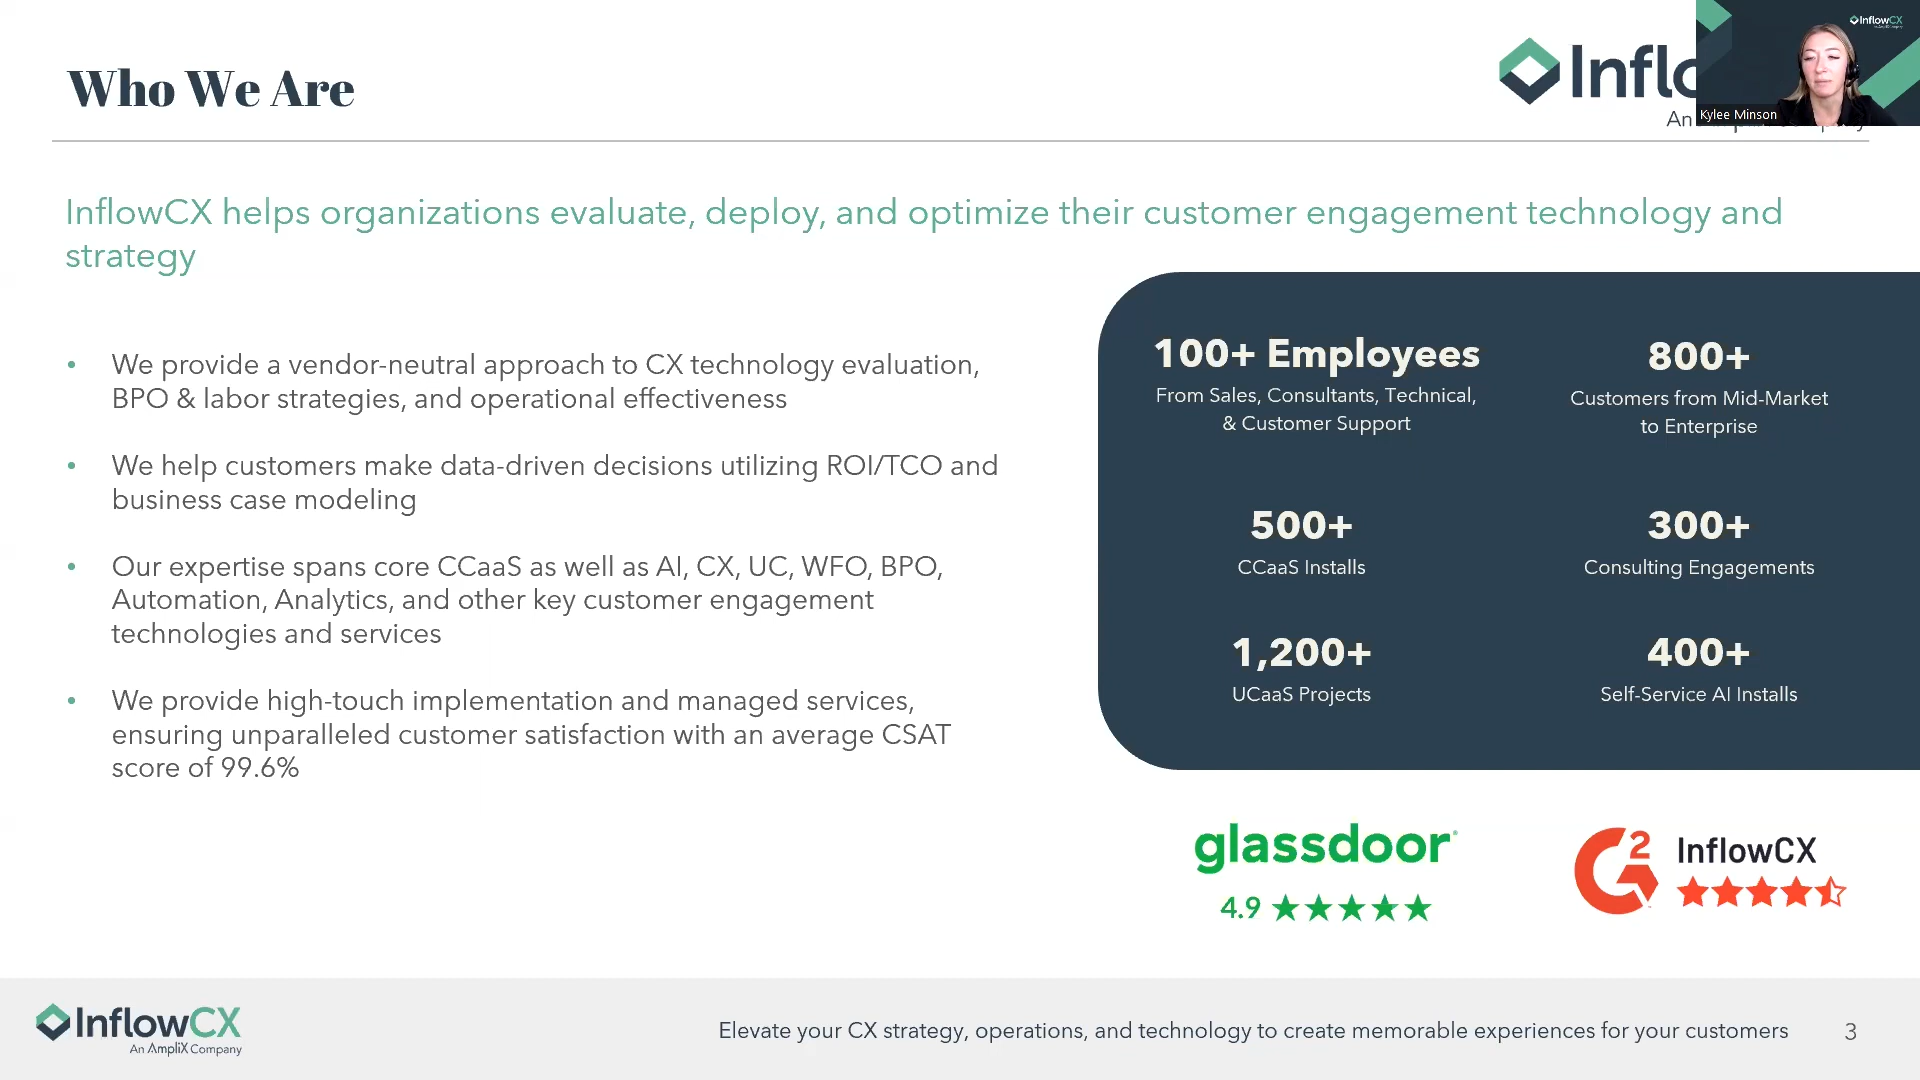 Who We Are
Infl
InflowCX
Kylee Minson
An
InflowCX helps organizations evaluate, deploy, and optimize their customer engagement technology and
strategy
• We provide a vendor-neutral approach to CX technology evaluation,
BPO & labor strategies, and operational effectiveness
• We help customers make data-driven decisions utilizing ROI/TCO and
business case modeling
• Our expertise spans core CCaaS as well as AI, CX, UC, WFO, BPO,
Automation, Analytics, and other key customer engagement
technologies and services
• We provide high-touch implementation and managed services,
ensuring unparalleled customer satisfaction with an average CSAT
score of 99.6%
100+ Employees
From Sales, Consultants, Technical,
& Customer Support
800+
Customers from Mid-Market
to Enterprise
500+
CCaaS Installs
300+
Consulting Engagements
1,200+
UCaaS Projects
400+
Self-Service AI Installs
glassdoor
4.9
G2
InflowCX
InflowCX
An AmpliX Company
Elevate your CX strategy, operations, and technology to create memorable experiences for your customers
3